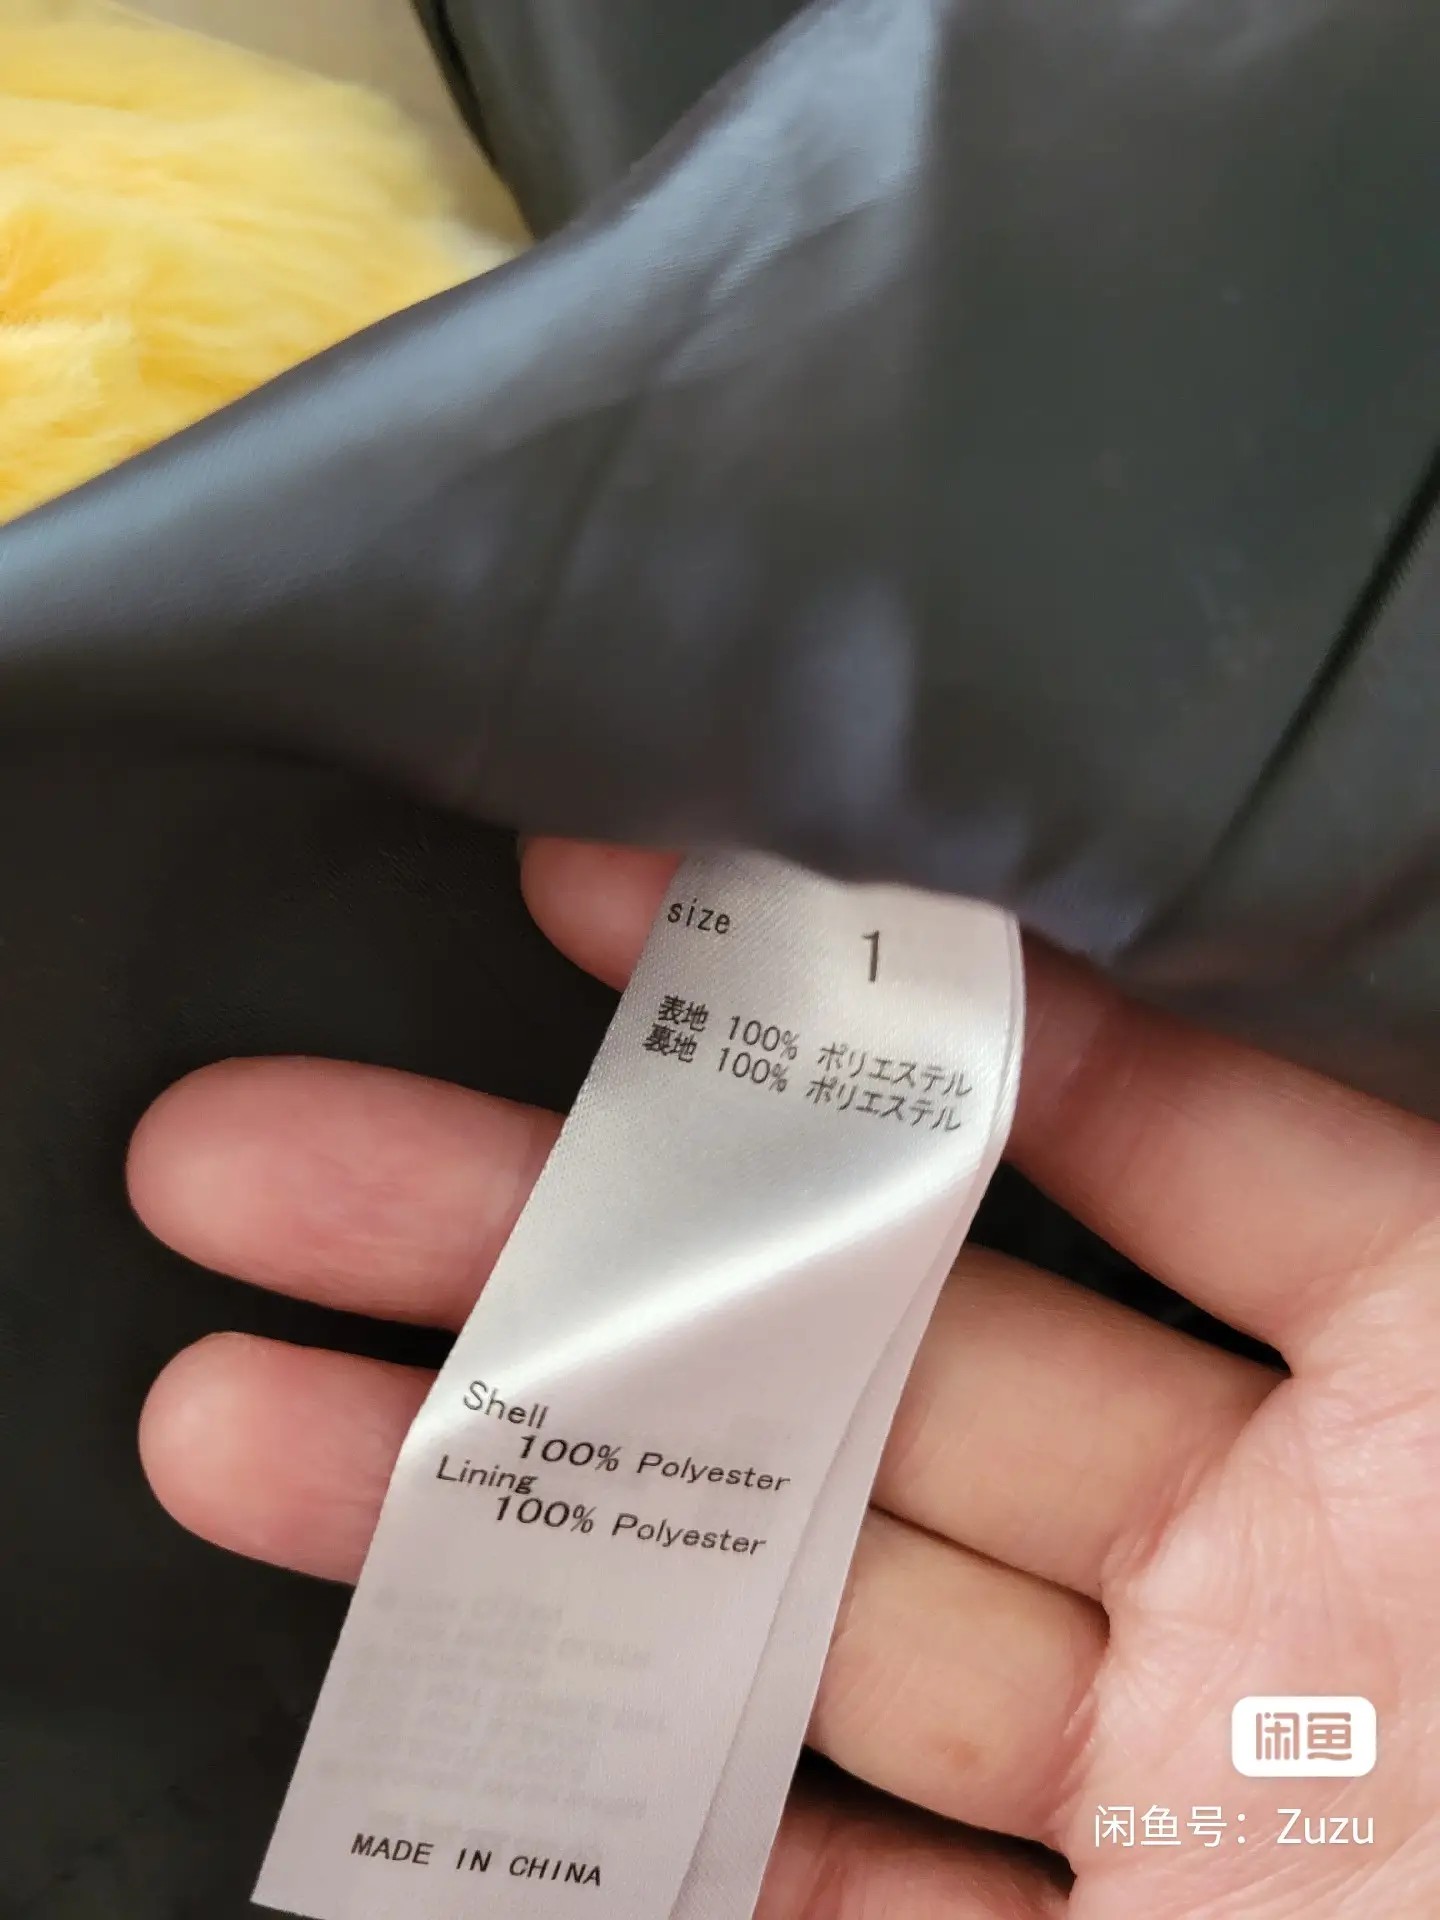 size 1
表地 100% ポリエステル
裏地 100% ポリエステル
Shell
100% Polyester
Lining
100% Polyester
MADE IN CHINA
闲鱼
闲鱼号：Zuzu